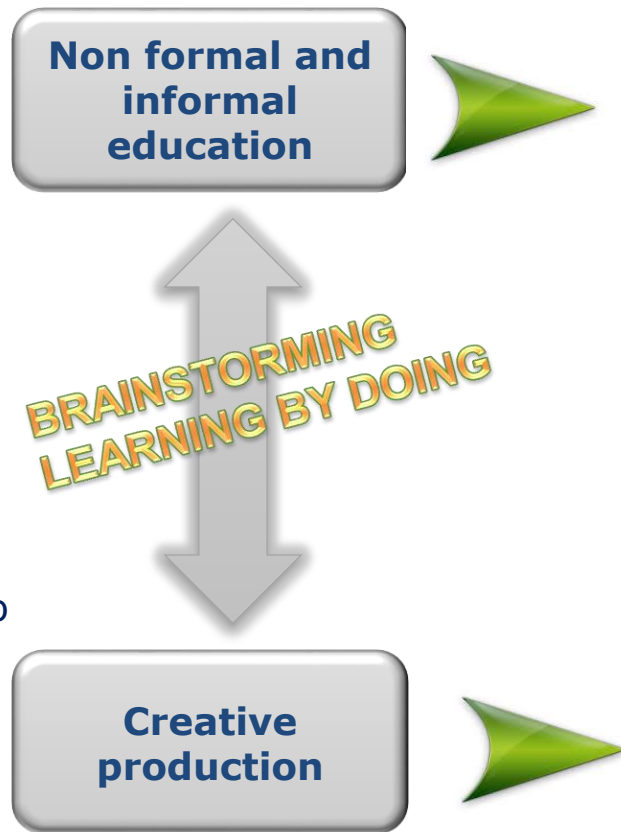 Non formal and
informal
education
BRAINSTORMING
LEARNING BY DOING
Creative
production